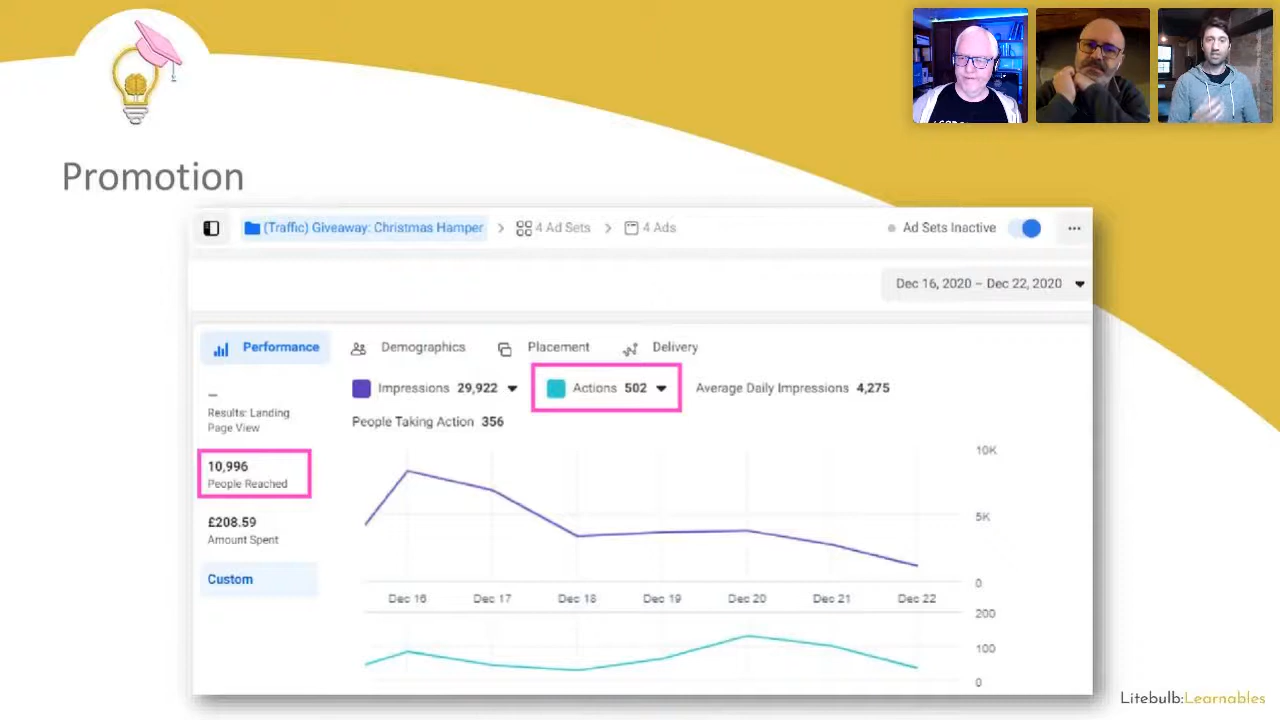 Promotion
(Traffic) Giveaway: Christmas Hamper
4 Ad Sets
4 Ads
Ad Sets Inactive
Dec 16, 2020 – Dec 22, 2020
Performance
Demographics
Placement
Delivery
–
Results: Landing
Page View
10,996
People Reached
£208.59
Amount Spent
Custom
Impressions 29,922
Actions 502
Average Daily Impressions 4,275
People Taking Action 356
10K
5K
0
Dec 16 Dec 17 Dec 18 Dec 19 Dec 20 Dec 21 Dec 22
200
100
0
Litebulb:Learnables